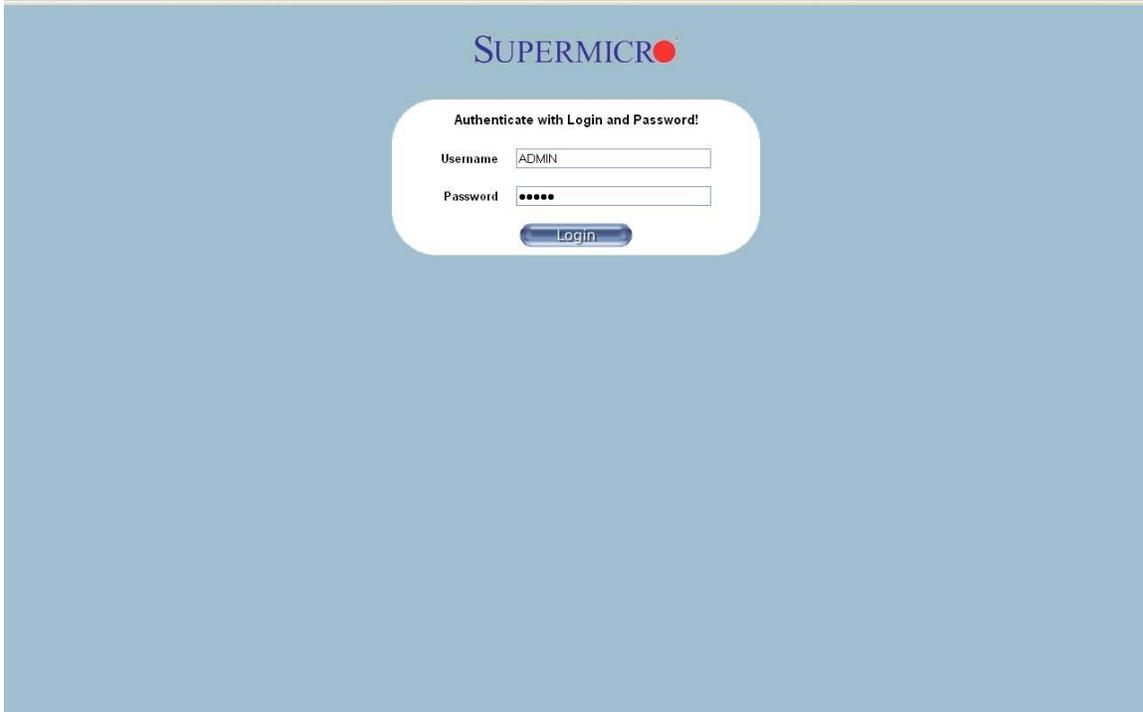 SUPERMICRO
Authenticate with Login and Password!
Username ADMIN
Password •••••
Login